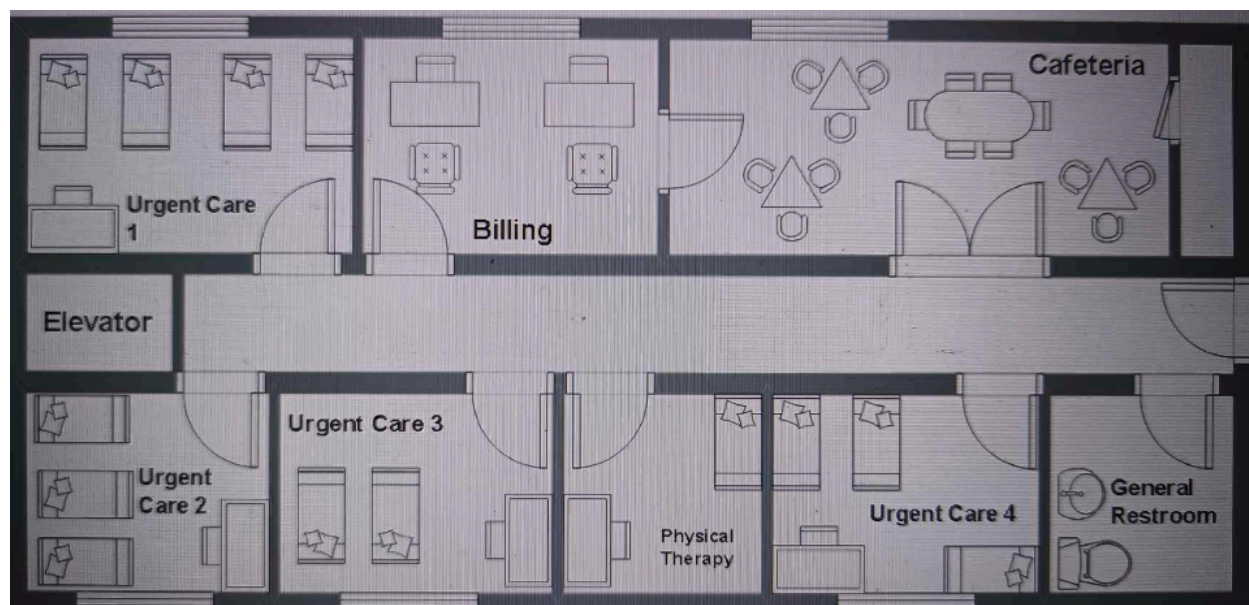 Cafeteria
Urgent Care
1
Billing
Elevator
Urgent Care 3
Urgent
Care 2
Physical
Therapy
Urgent Care 4
General
Restroom